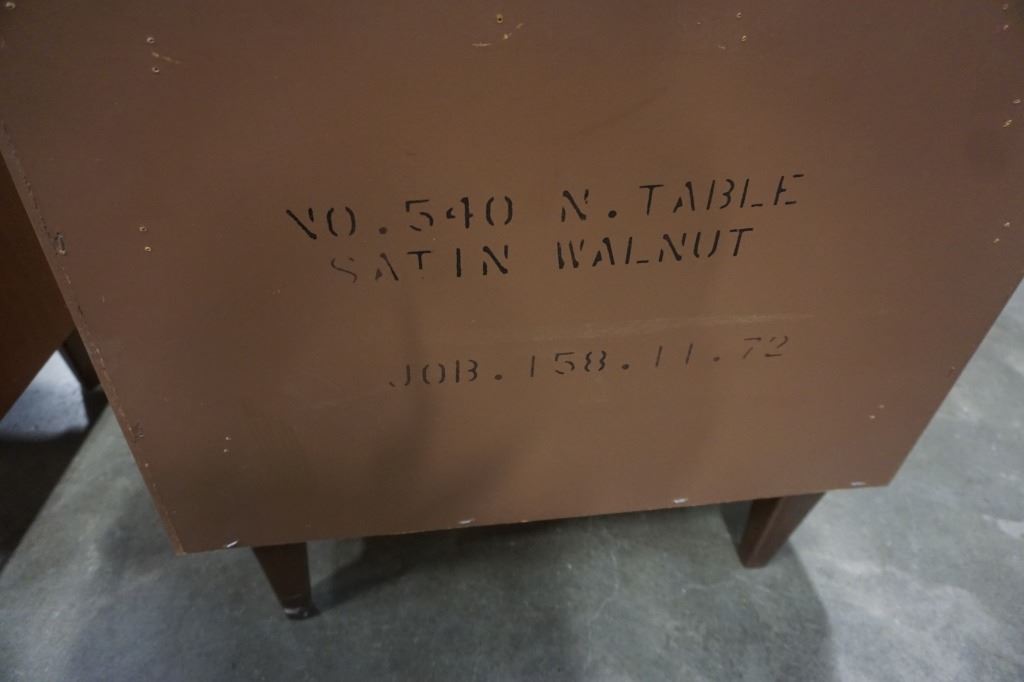 NO. 540 N. TABLE
SATIN WALNUT
JOB. 158. 11. 72